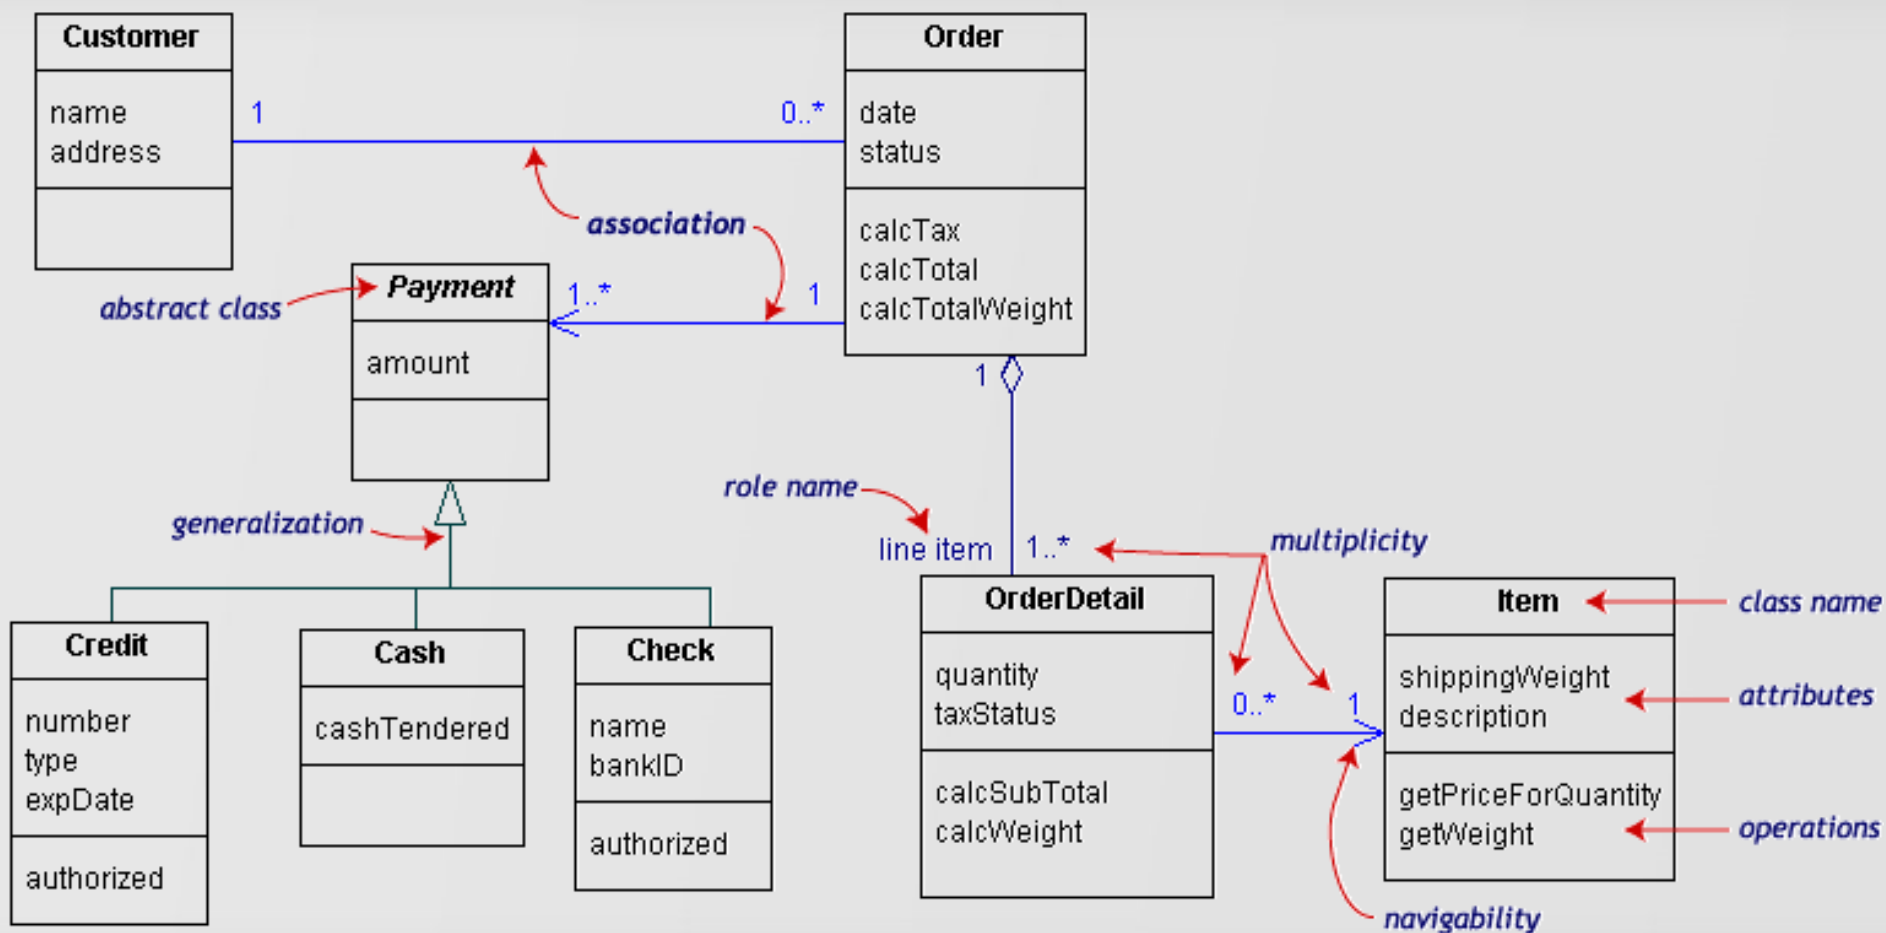 Customer
name
address
1
0..*
Order
date
status
calcTax
calcTotal
calcTotalWeight
association
abstract class
Payment
amount
1..*
1
1
generalization
role name
line item
1..*
multiplicity
Credit
number
type
expDate
authorized
Cash
cashTendered
Check
name
bankID
authorized
OrderDetail
quantity
taxStatus
calcSubTotal
calcWeight
0..*
1
Item
shippingWeight
description
getPriceForQuantity
getWeight
class name
attributes
operations
navigability